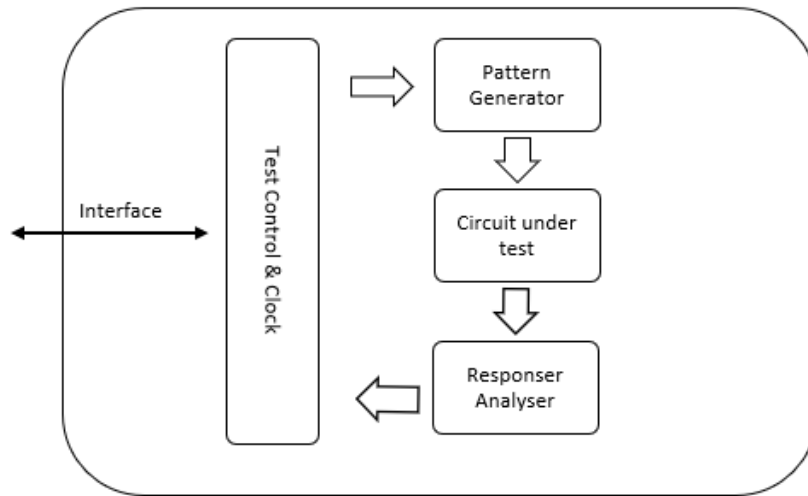 Interface
Test Control & Clock
Pattern
Generator
Circuit under
test
Responser
Analyser